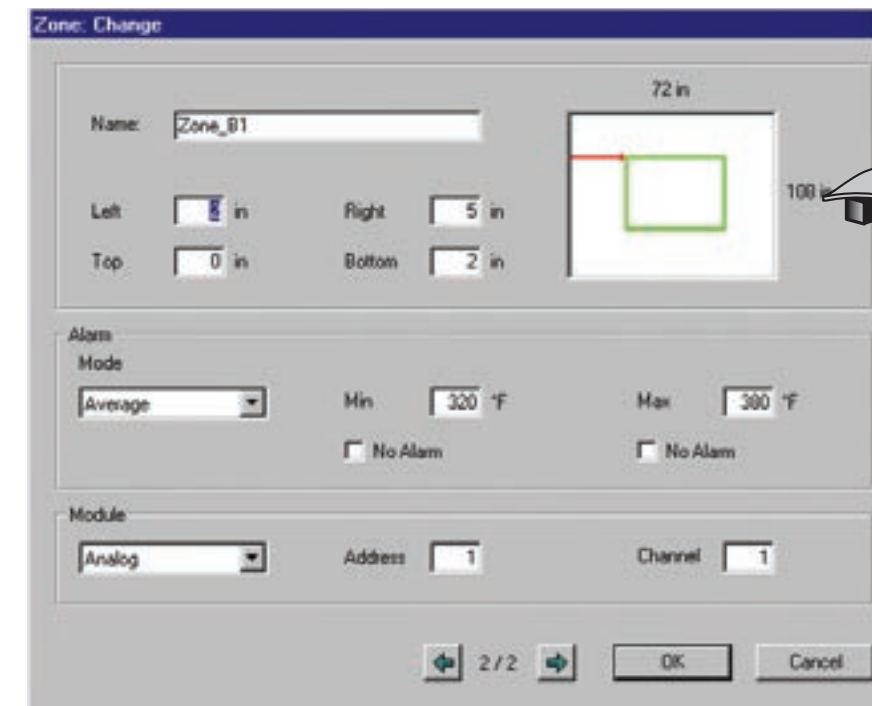 Zone: Change
72 in
Name: Zone_B1
108 in
Left in Right 5 in
Top 0 in Bottom 2 in
Alarm
Mode
Average Min 320 °F Max 380 °F
No Alarm No Alarm
Module
Analog Address 1 Channel 1
2 / 2 OK Cancel